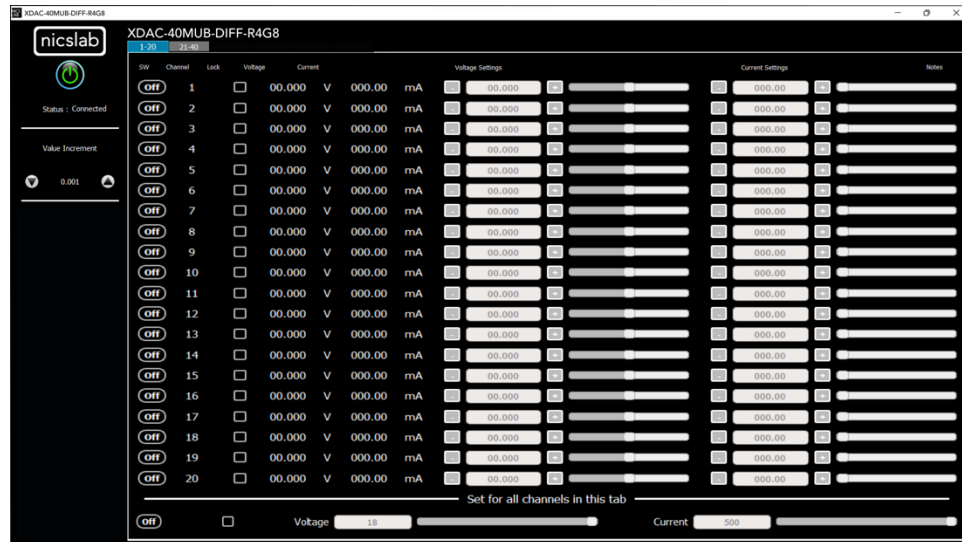 XDAC-40MUB-DIFF-R4G8
nicslab
XDAC-40MUB-DIFF-R4G8
1-20 21-40
Status : Connected
Value Increment
0.001
SW Channel Lock Voltage Current Voltage Settings Current Settings Notes
Off 1 00.000 V 000.00 mA - 00.000 + - 000.00 +
Off 2 00.000 V 000.00 mA - 00.000 + - 000.00 +
Off 3 00.000 V 000.00 mA - 00.000 + - 000.00 +
Off 4 00.000 V 000.00 mA - 00.000 + - 000.00 +
Off 5 00.000 V 000.00 mA - 00.000 + - 000.00 +
Off 6 00.000 V 000.00 mA - 00.000 + - 000.00 +
Off 7 00.000 V 000.00 mA - 00.000 + - 000.00 +
Off 8 00.000 V 000.00 mA - 00.000 + - 000.00 +
Off 9 00.000 V 000.00 mA - 00.000 + - 000.00 +
Off 10 00.000 V 000.00 mA - 00.000 + - 000.00 +
Off 11 00.000 V 000.00 mA - 00.000 + - 000.00 +
Off 12 00.000 V 000.00 mA - 00.000 + - 000.00 +
Off 13 00.000 V 000.00 mA - 00.000 + - 000.00 +
Off 14 00.000 V 000.00 mA - 00.000 + - 000.00 +
Off 15 00.000 V 000.00 mA - 00.000 + - 000.00 +
Off 16 00.000 V 000.00 mA - 00.000 + - 000.00 +
Off 17 00.000 V 000.00 mA - 00.000 + - 000.00 +
Off 18 00.000 V 000.00 mA - 00.000 + - 000.00 +
Off 19 00.000 V 000.00 mA - 00.000 + - 000.00 +
Off 20 00.000 V 000.00 mA - 00.000 + - 000.00 +
Set for all channels in this tab
Off Voltage 18 Current 500